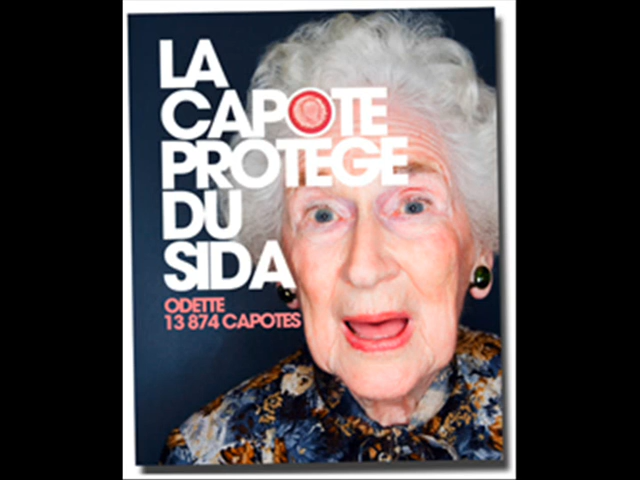 LA
CAPOTE
PROTEGE
DU
SIDA
ODETTE
13 874 CAPOTES